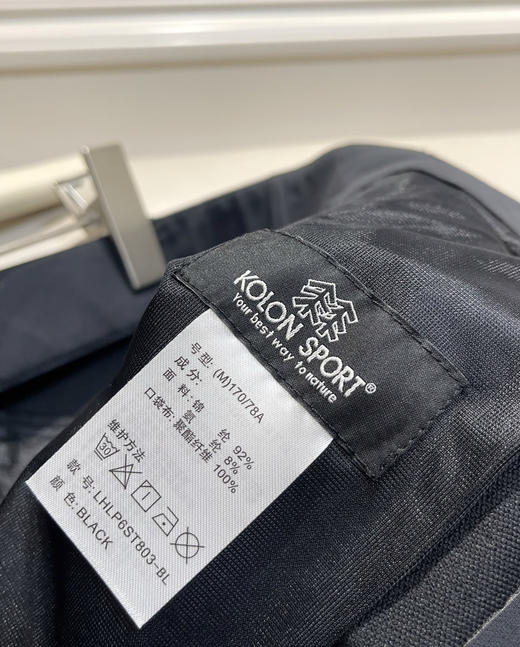 KOLON SPORT®
Your best way to nature
号型: (M)170/78A
成分:
面料: 锦 纶 92%
氨 纶 8%
口袋布: 聚酯纤维 100%
维护方法
30
1
款号: LHLP6ST803-BL
颜色: BLACK